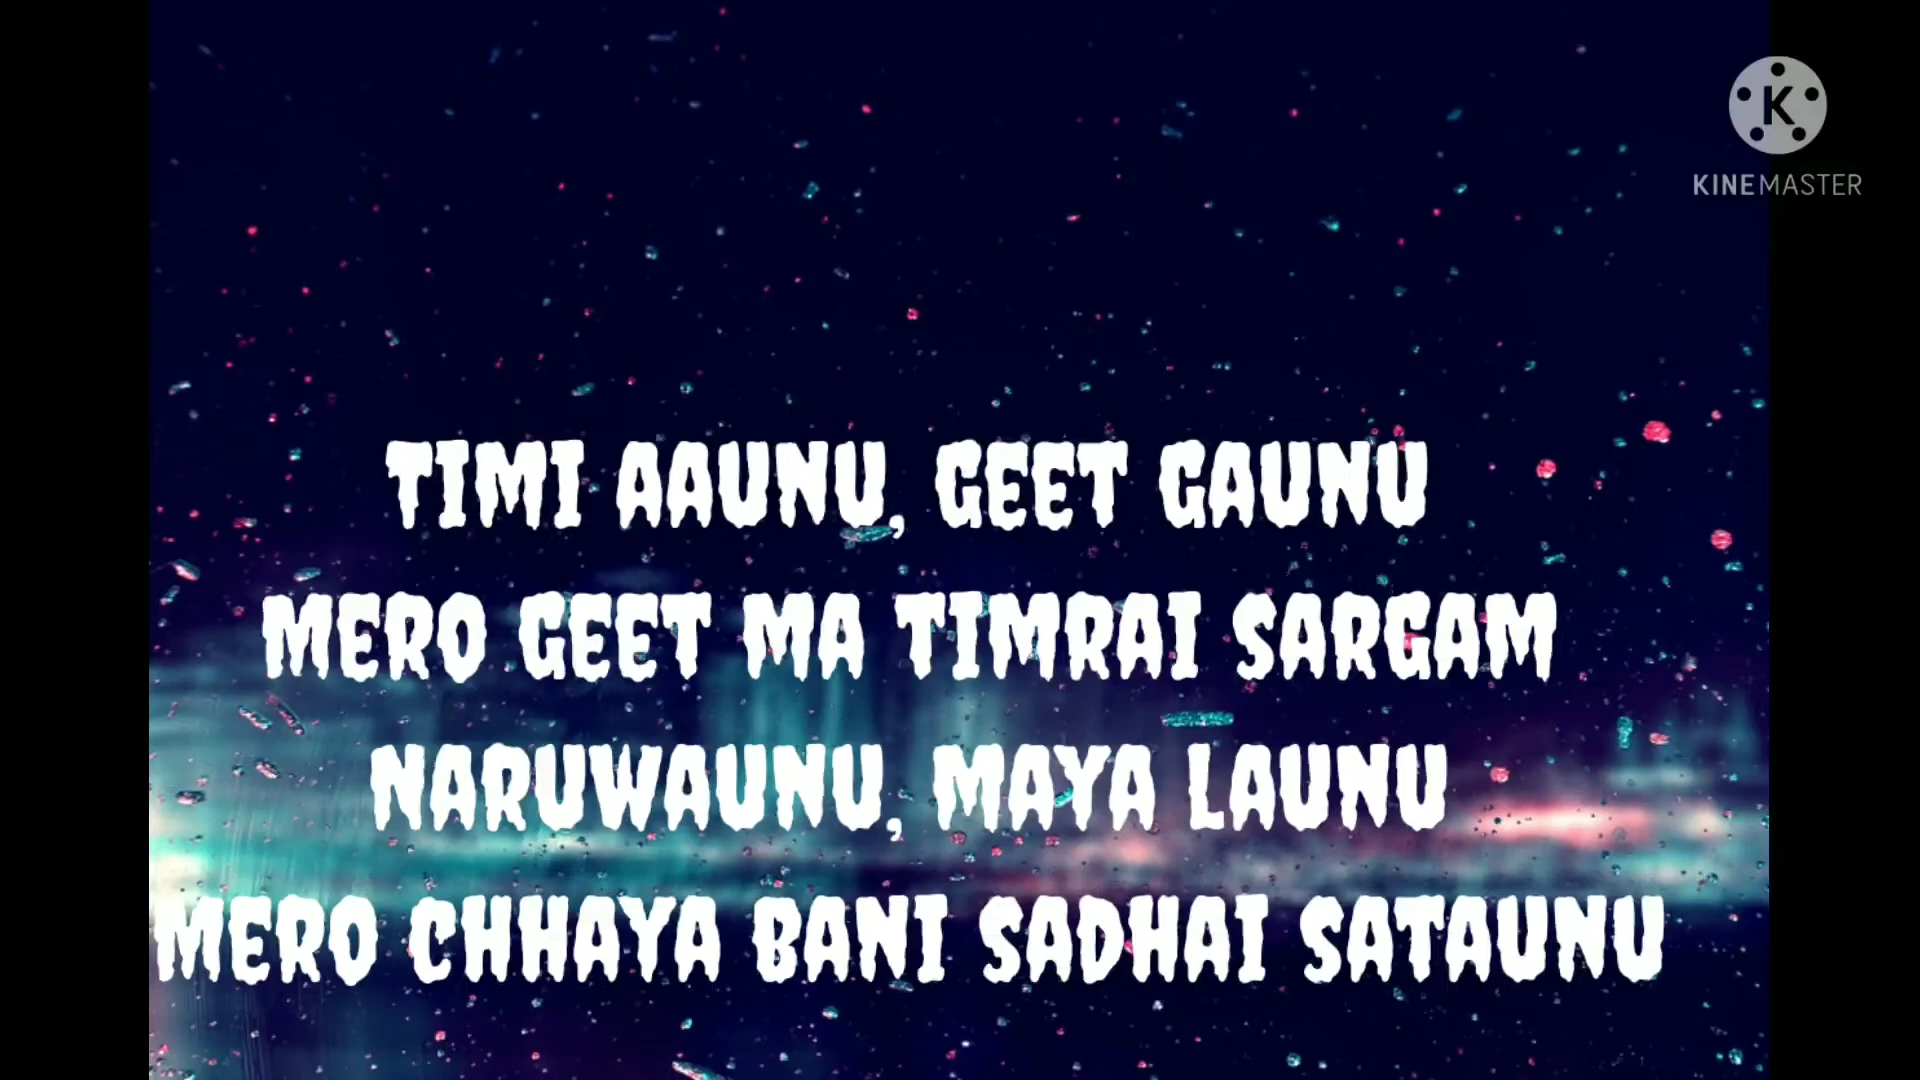 KINEMASTER
TIMI AAUNU, GEET GAUNU
MERO GEET MA TIMRAI SARGAM
NARUWAUNU, MAYA LAUNU
MERO CHHAYA BANI SADHAI SATAUNU